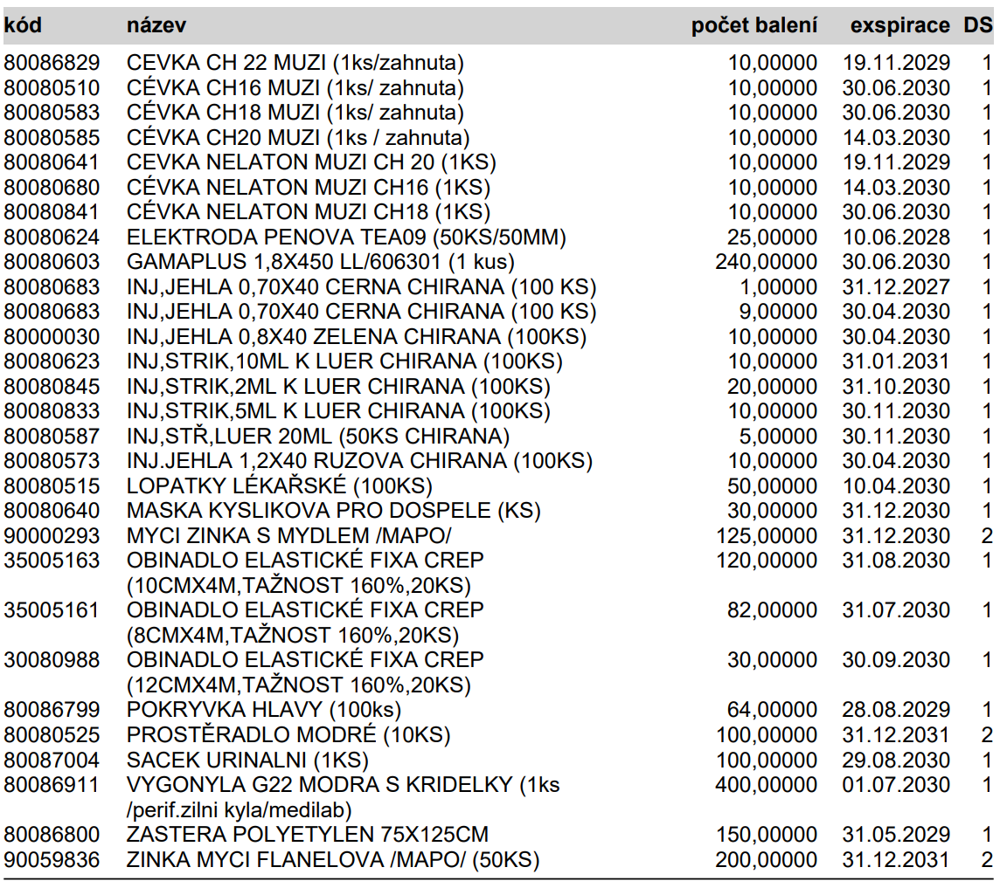 kód název počet balení exspirace DS
80086829 CEVKA CH 22 MUZI (1ks/zahnuta) 10,00000 19.11.2029 1
80080510 CÉVKA CH16 MUZI (1ks/ zahnuta) 10,00000 30.06.2030 1
80080583 CÉVKA CH18 MUZI (1ks/ zahnuta) 10,00000 30.06.2030 1
80080585 CÉVKA CH20 MUZI (1ks / zahnuta) 10,00000 14.03.2030 1
80080641 CEVKA NELATON MUZI CH 20 (1KS) 10,00000 19.11.2029 1
80080680 CÉVKA NELATON MUZI CH16 (1KS) 10,00000 14.03.2030 1
80080841 CÉVKA NELATON MUZI CH18 (1KS) 10,00000 30.06.2030 1
80080624 ELEKTRODA PENOVA TEA09 (50KS/50MM) 25,00000 10.06.2028 1
80080603 GAMAPLUS 1,8X450 LL/606301 (1 kus) 240,00000 30.06.2030 1
80080683 INJ,JEHLA 0,70X40 CERNA CHIRANA (100 KS) 1,00000 31.12.2027 1
80080683 INJ,JEHLA 0,70X40 CERNA CHIRANA (100 KS) 9,00000 30.04.2030 1
80000030 INJ,JEHLA 0,8X40 ZELENA CHIRANA (100KS) 10,00000 30.04.2030 1
80080623 INJ,STRIK,10ML K LUER CHIRANA (100KS) 10,00000 31.01.2031 1
80080845 INJ,STRIK,2ML K LUER CHIRANA (100KS) 20,00000 31.10.2030 1
80080833 INJ,STRIK,5ML K LUER CHIRANA (100KS) 10,00000 30.11.2030 1
80080587 INJ,STŘ,LUER 20ML (50KS CHIRANA) 5,00000 30.11.2030 1
80080573 INJ.JEHLA 1,2X40 RUZOVA CHIRANA (100KS) 10,00000 30.04.2030 1
80080515 LOPATKY LÉKAŘSKÉ (100KS) 50,00000 10.04.2030 1
80080640 MASKA KYSLIKOVA PRO DOSPELE (KS) 30,00000 31.12.2030 1
90000293 MYCI ZINKA S MYDLEM /MAPO/ 125,00000 31.12.2030 2
35005163 OBINADLO ELASTICKÉ FIXA CREP 120,00000 31.08.2030 1
(10CMX4M,TAŽNOST 160%,20KS)
35005161 OBINADLO ELASTICKÉ FIXA CREP 82,00000 31.07.2030 1
(8CMX4M,TAŽNOST 160%,20KS)
30080988 OBINADLO ELASTICKÉ FIXA CREP 30,00000 30.09.2030 1
(12CMX4M,TAŽNOST 160%,20KS)
80086799 POKRYVKA HLAVY (100ks) 64,00000 28.08.2029 1
80080525 PROSTĚRADLO MODRÉ (10KS) 100,00000 31.12.2031 2
80087004 SACEK URINALNI (1KS) 100,00000 29.08.2030 1
80086911 VYGONYLA G22 MODRA S KRIDELKY (1ks 400,00000 01.07.2030 1
/perif.zilni kyla/medilab)
80086800 ZASTERA POLYETYLEN 75X125CM 150,00000 31.05.2029 1
90059836 ZINKA MYCI FLANELOVA /MAPO/ (50KS) 200,00000 31.12.2031 2